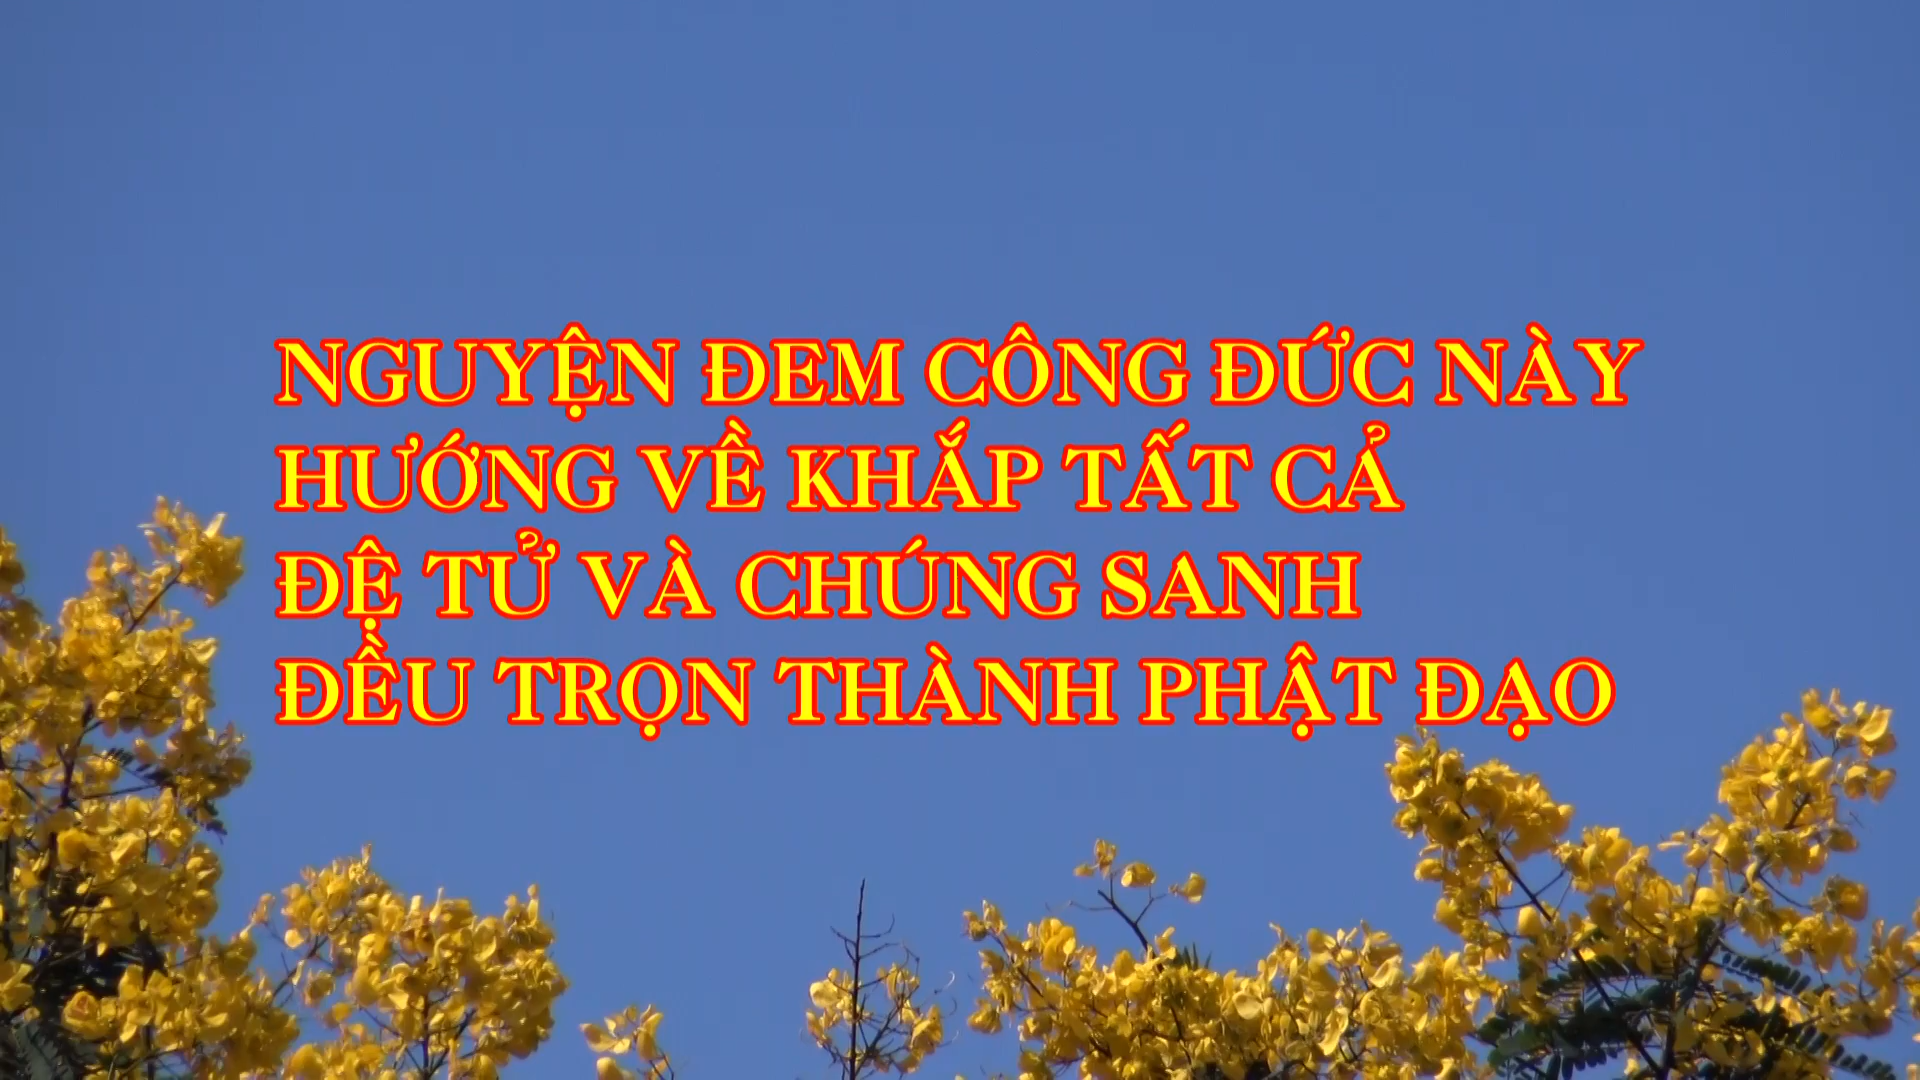 NGUYỆN ĐEM CÔNG ĐỨC NÀY
HƯỚNG VỀ KHẮP TẤT CẢ
ĐỆ TỬ VÀ CHÚNG SANH
ĐỀU TRỌN THÀNH PHẬT ĐẠO